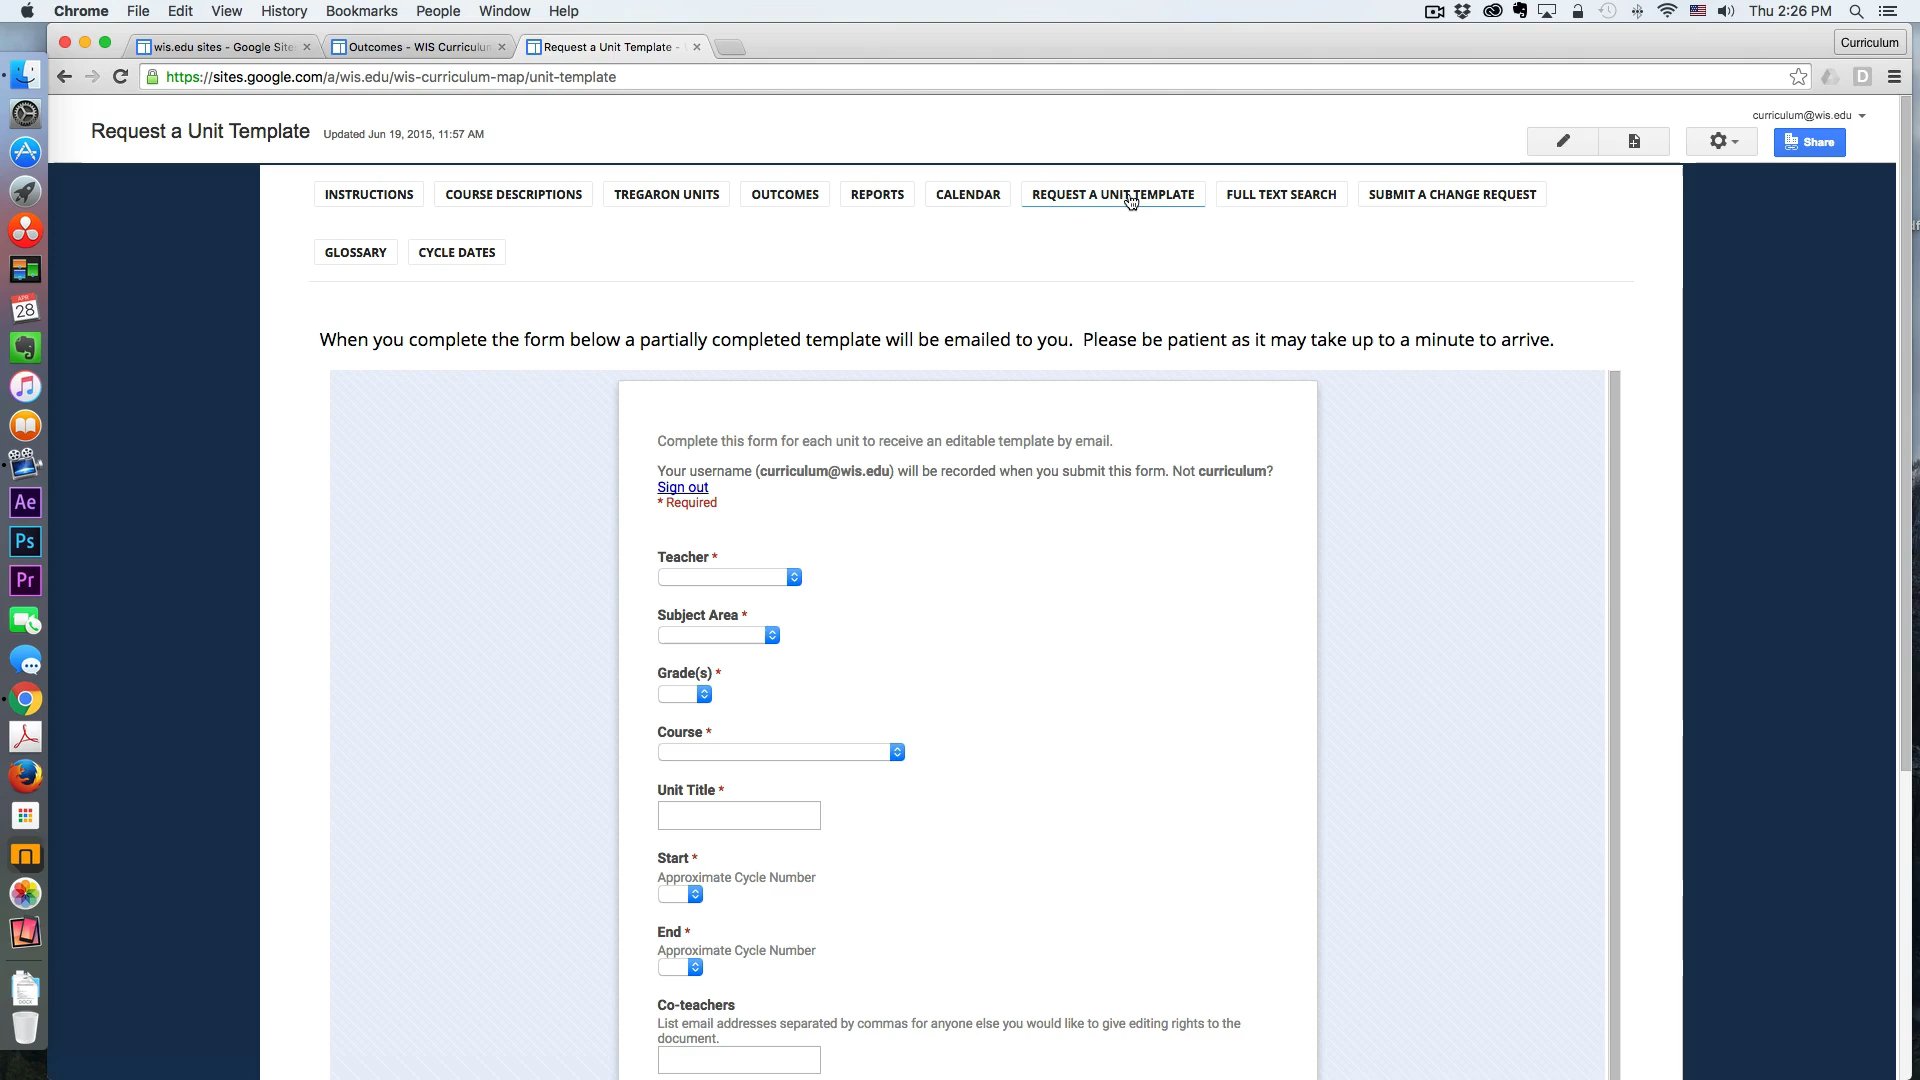 Chrome File Edit View History Bookmarks People Window Help Thu 2:26 PM
wis.edu sites - Google Site Outcomes - WIS Curriculum Request a Unit Template - Curriculum
https://sites.google.com/a/wis.edu/wis-curriculum-map/unit-template D
curriculum@wis.edu
Request a Unit Template Updated Jun 19, 2015, 11:57 AM
Share
INSTRUCTIONS COURSE DESCRIPTIONS TREGARON UNITS OUTCOMES REPORTS CALENDAR REQUEST A UNIT TEMPLATE FULL TEXT SEARCH SUBMIT A CHANGE REQUEST
GLOSSARY CYCLE DATES
APR
28
When you complete the form below a partially completed template will be emailed to you. Please be patient as it may take up to a minute to arrive.
Complete this form for each unit to receive an editable template by email.
Your username (curriculum@wis.edu) will be recorded when you submit this form. Not curriculum?
Sign out
* Required
Ae
Ps
Pr
Teacher *
Subject Area *
Grade(s) *
Course *
Unit Title *
Start *
Approximate Cycle Number
End *
Approximate Cycle Number
Co-teachers
List email addresses separated by commas for anyone else you would like to give editing rights to the
document.
DOCX